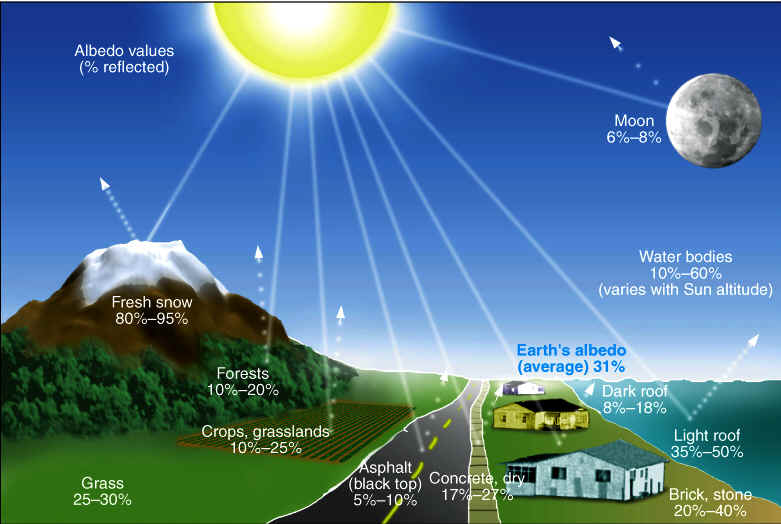 Albedo values
(% reflected)
Moon
6%–8%
Water bodies
10%–60%
(varies with Sun altitude)
Fresh snow
80%–95%
Earth's albedo
(average) 31%
Forests
10%–20%
Dark roof
8%–18%
Crops, grasslands
10%–25%
Light roof
35%–50%
Grass
25–30%
Asphalt
(black top)
5%–10%
Concrete, dry
17%–27%
Brick, stone
20%–40%